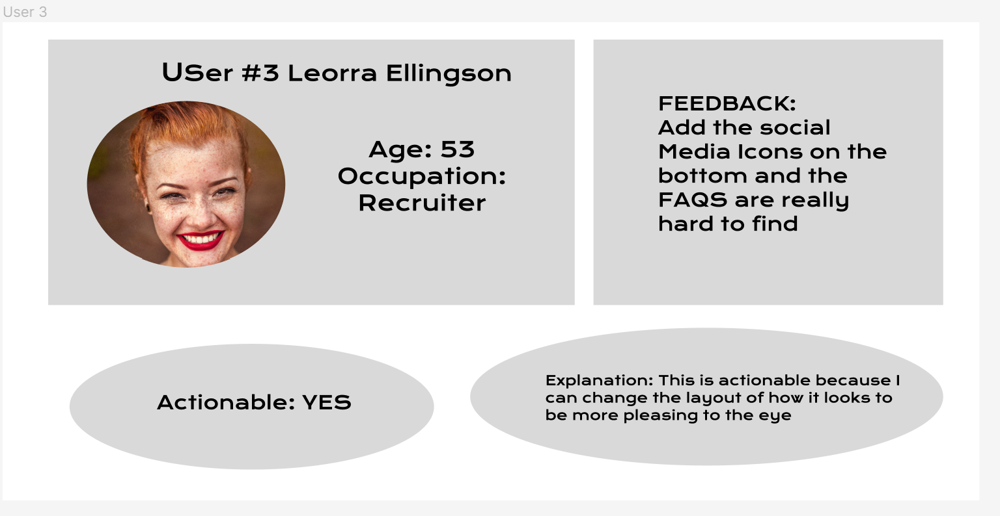 User 3
USer #3 Leorra Ellingson
Age: 53
Occupation:
Recruiter
FEEDBACK:
Add the social
Media Icons on the
bottom and the
FAQS are really
hard to find
Actionable: YES
Explanation: This is actionable because I
can change the layout of how it looks to
be more pleasing to the eye